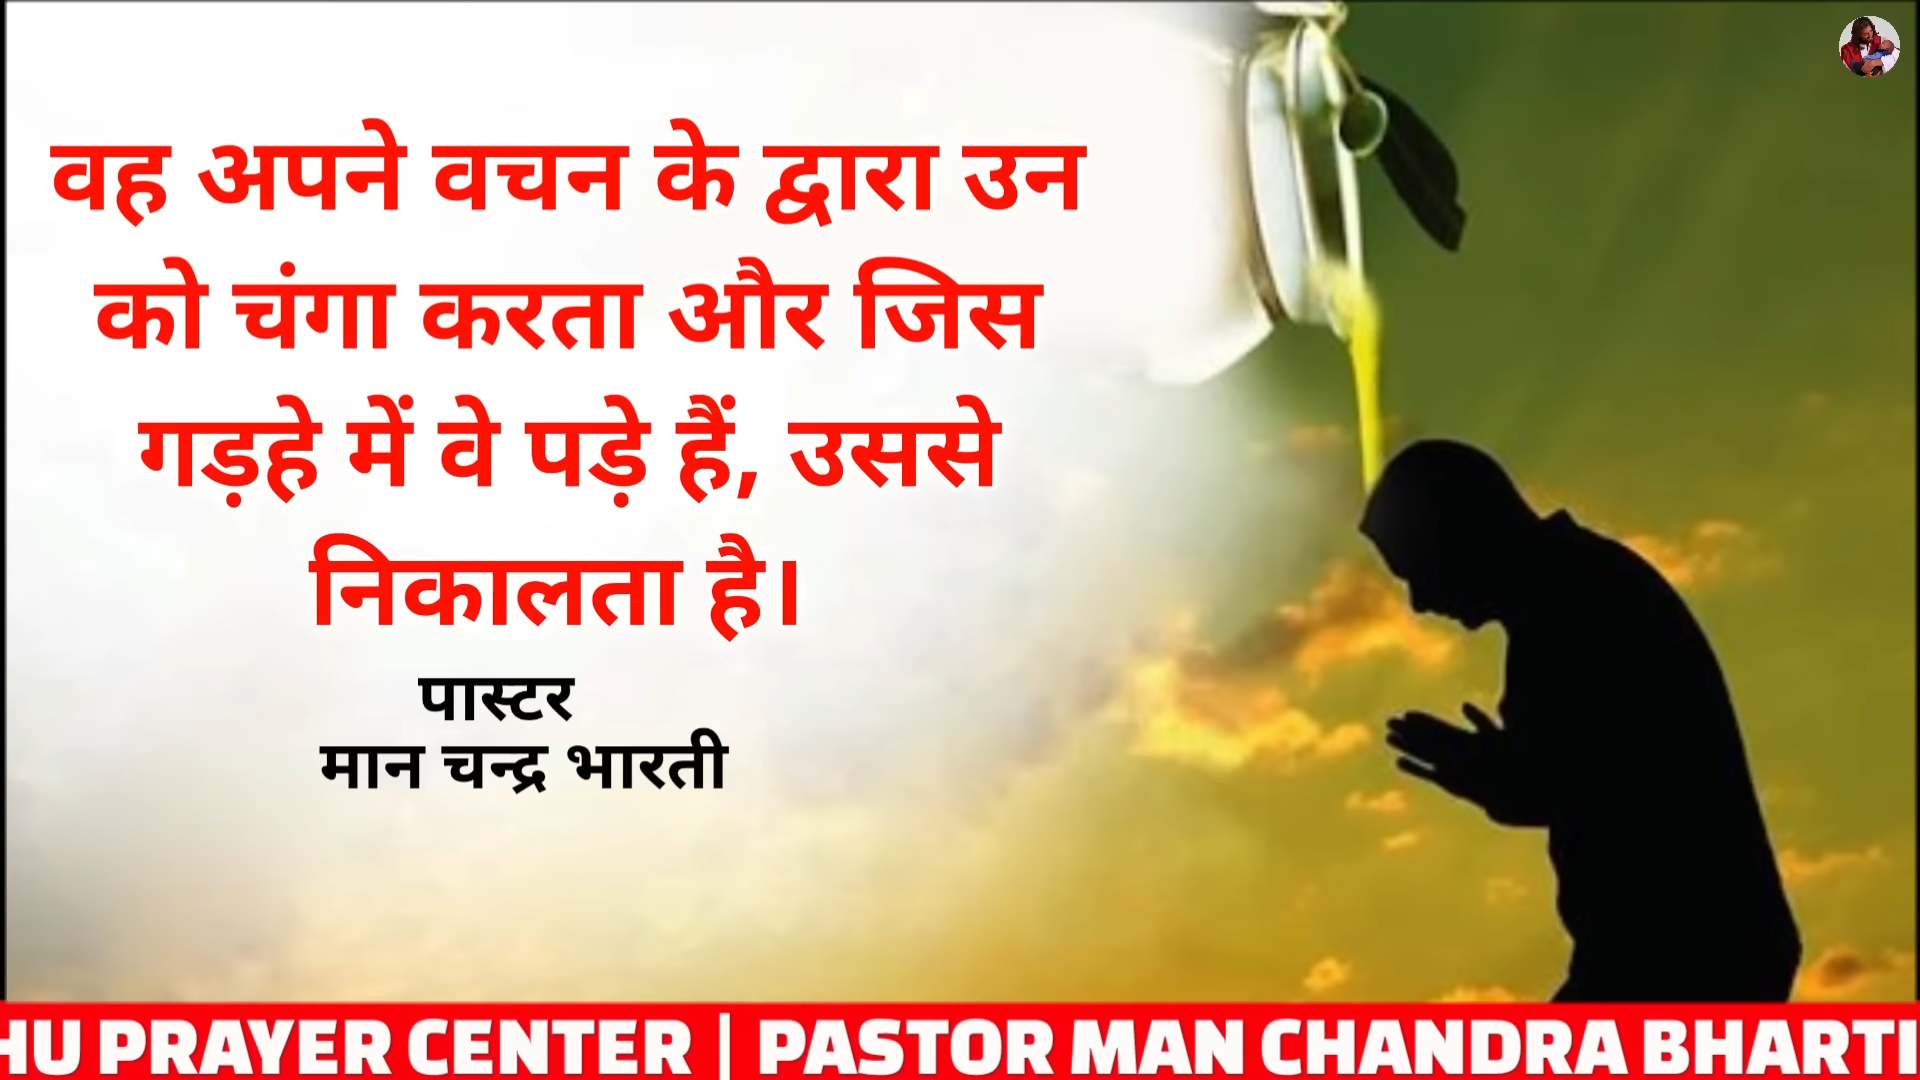 वह अपने वचन के द्वारा उन
को चंगा करता और जिस
गड़हे में वे पड़े हैं, उससे
निकालता है।
पास्टर
मान चन्द्र भारती
HU PRAYER CENTER | PASTOR MAN CHANDRA BHARTI